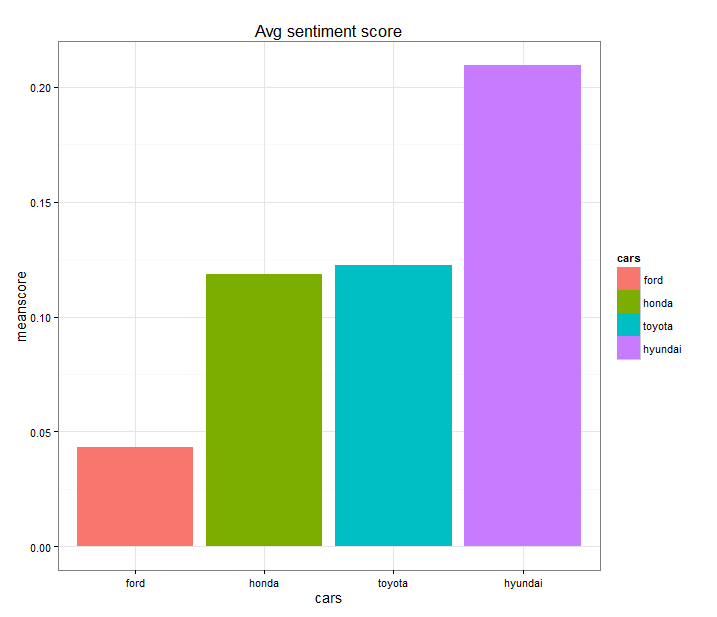 Avg sentiment score
meanscore
0.20
0.15
0.10
0.05
0.00
ford honda toyota hyundai
cars
cars
ford
honda
toyota
hyundai